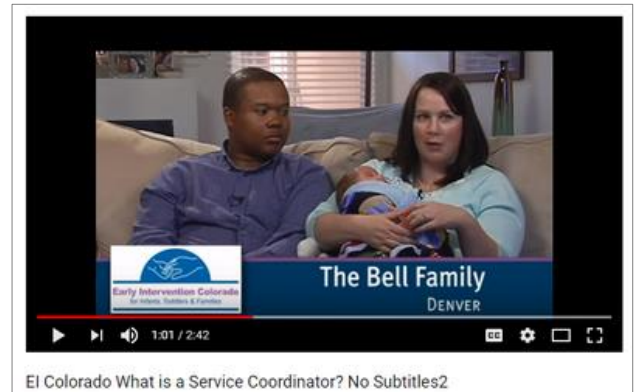 The Bell Family
DENVER
Early Intervention Colorado
for Infants, Toddlers & Families
1:01 / 2:42
CC
EI Colorado What is a Service Coordinator? No Subtitles2